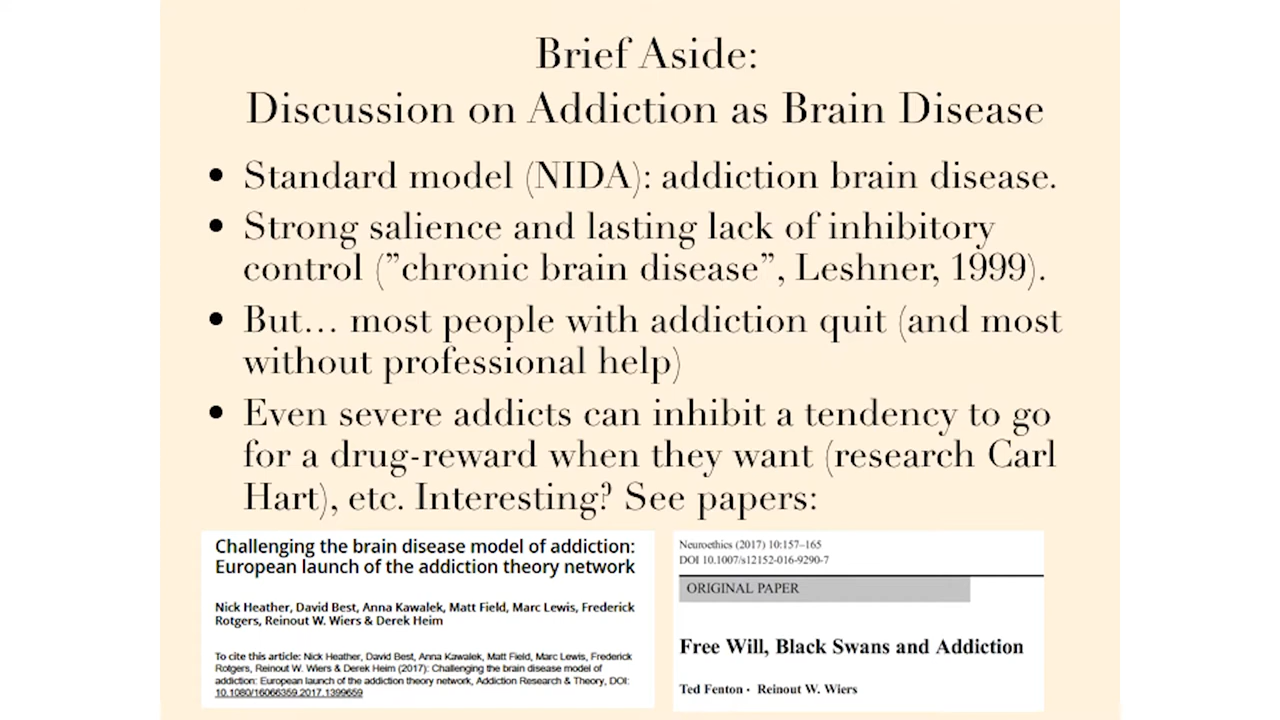 Brief Aside:
Discussion on Addiction as Brain Disease
• Standard model (NIDA): addiction brain disease.
• Strong salience and lasting lack of inhibitory
control (”chronic brain disease”, Leshner, 1999).
• But… most people with addiction quit (and most
without professional help)
• Even severe addicts can inhibit a tendency to go
for a drug-reward when they want (research Carl
Hart), etc. Interesting? See papers:
Challenging the brain disease model of addiction:
European launch of the addiction theory network
Nick Heather, David Best, Anna Kawalek, Matt Field, Marc Lewis, Frederick
Rotgers, Reinout W. Wiers & Derek Heim
To cite this article: Nick Heather, David Best, Anna Kawalek, Matt Field, Marc Lewis, Frederick
Rotgers, Reinout W. Wiers & Derek Heim (2017): Challenging the brain disease model of
addiction: European launch of the addiction theory network, Addiction Research & Theory, DOI:
10.1080/16066359.2017.1399659
Neuroethics (2017) 10:157–165
DOI 10.1007/s12152-016-9290-7
ORIGINAL PAPER
Free Will, Black Swans and Addiction
Ted Fenton · Reinout W. Wiers